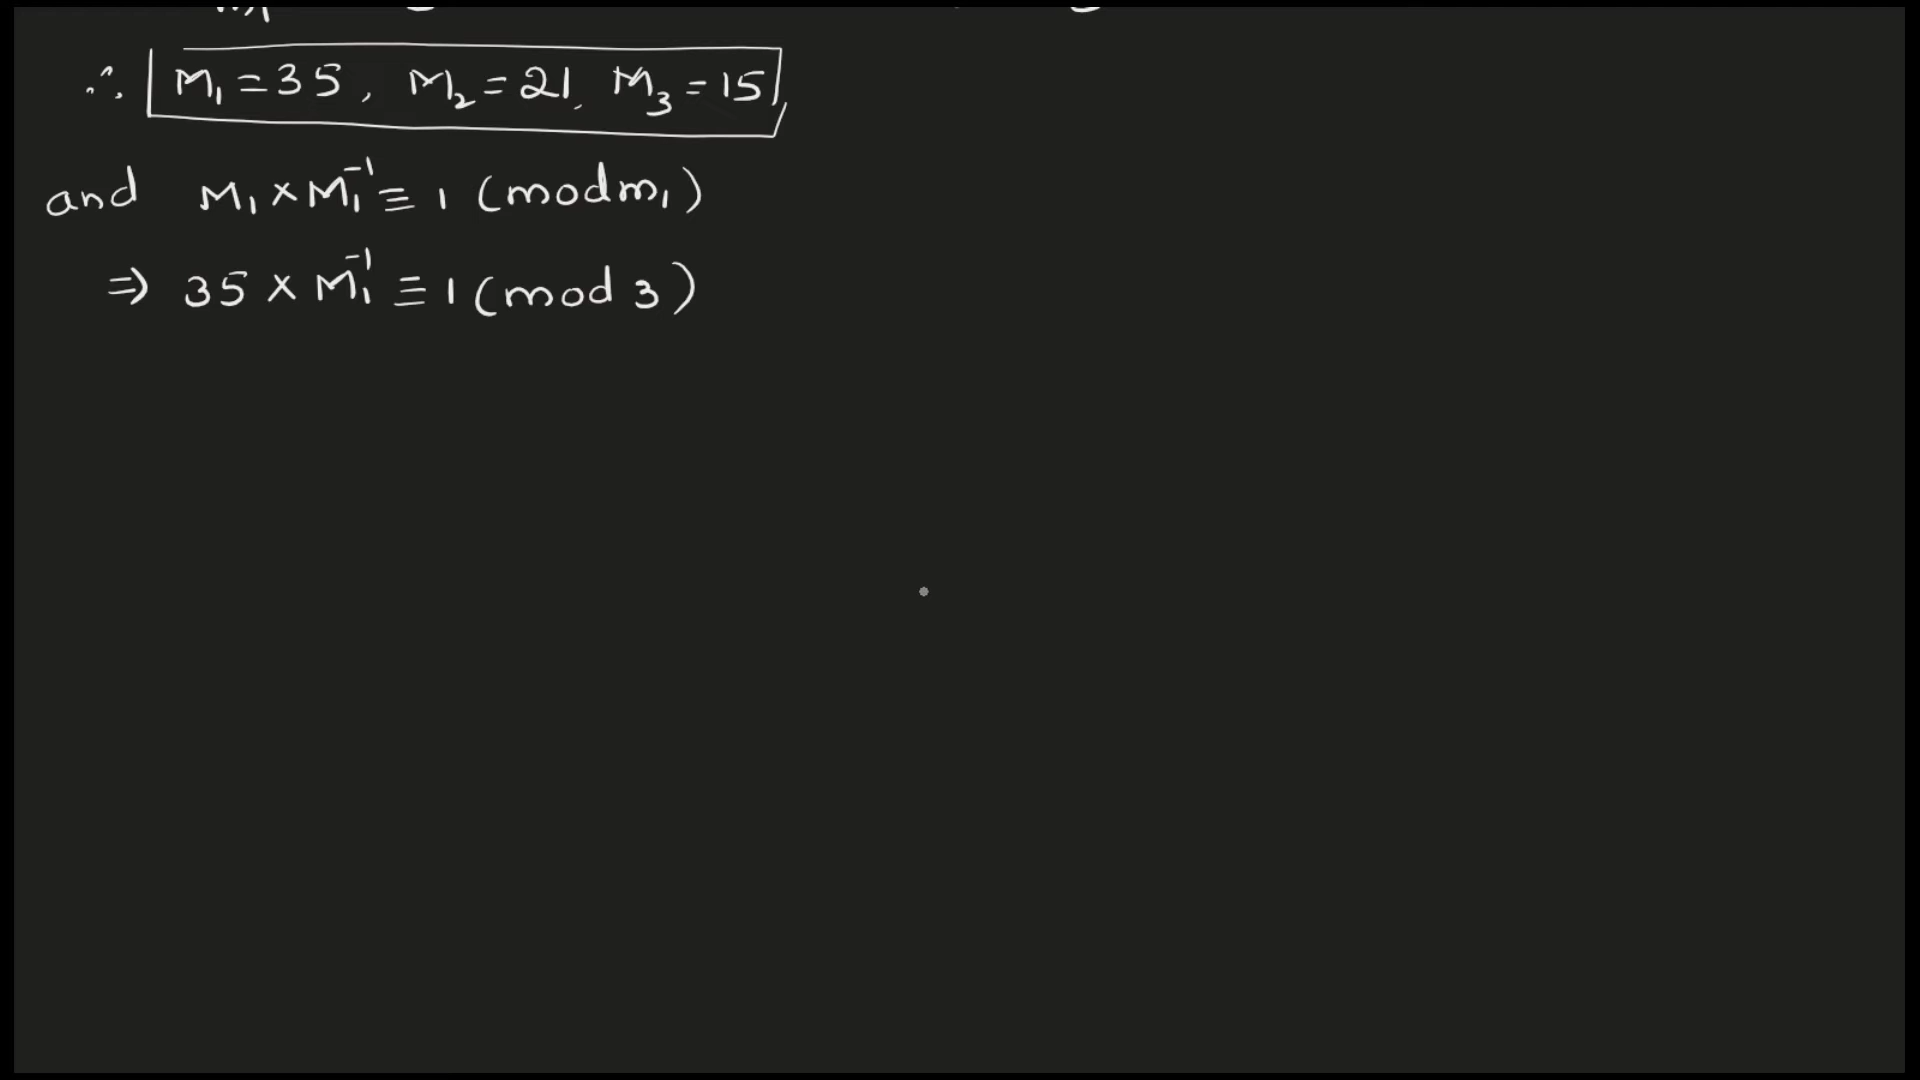 ∴ M₁ = 35, M₂ = 21, M₃ = 15
and M₁ × M₁⁻¹ ≡ 1 (mod m₁)
⇒ 35 × M₁⁻¹ ≡ 1 (mod 3)